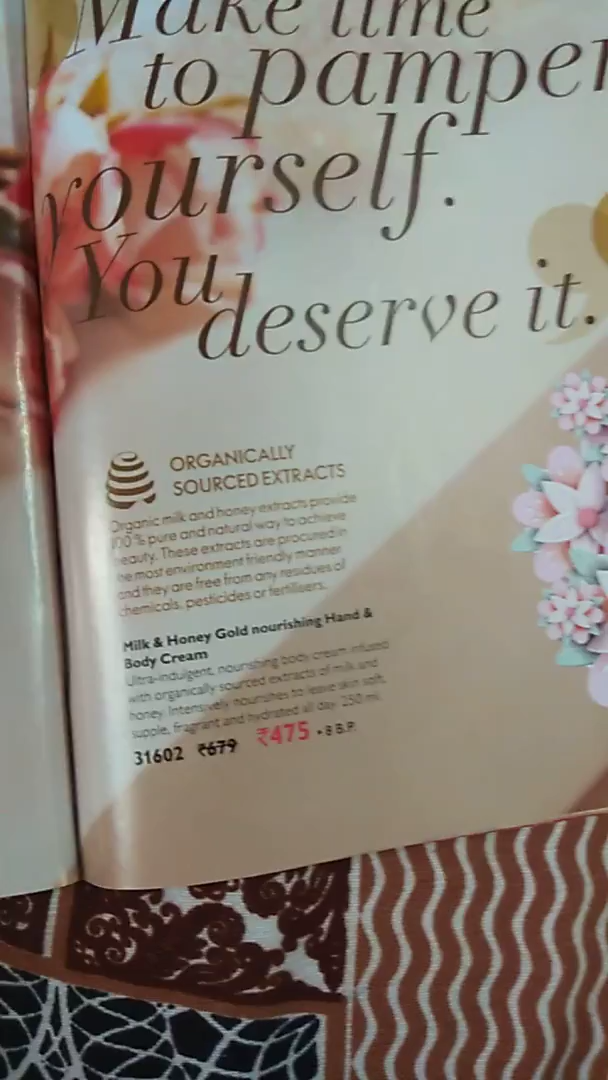 Make time
to pamper
yourself.
You
deserve it.
ORGANICALLY
SOURCED EXTRACTS
Organic milk and honey extracts provide
100 % pure and natural way to achieve
beauty. These extracts are procured in
he most environment friendly manner
and they are free from any residues of
chemicals, pesticides or fertilisers.
Milk & Honey Gold nourishing Hand &
Body Cream
Ultra-indulgent, nourishing body cream infused
with organically sourced extracts of milk and
honey. Intensively nourishes to leave skin soft,
supple, fragrant and hydrated all day. 250 ml.
31602 ₹679 ₹475 • 8 B.P.